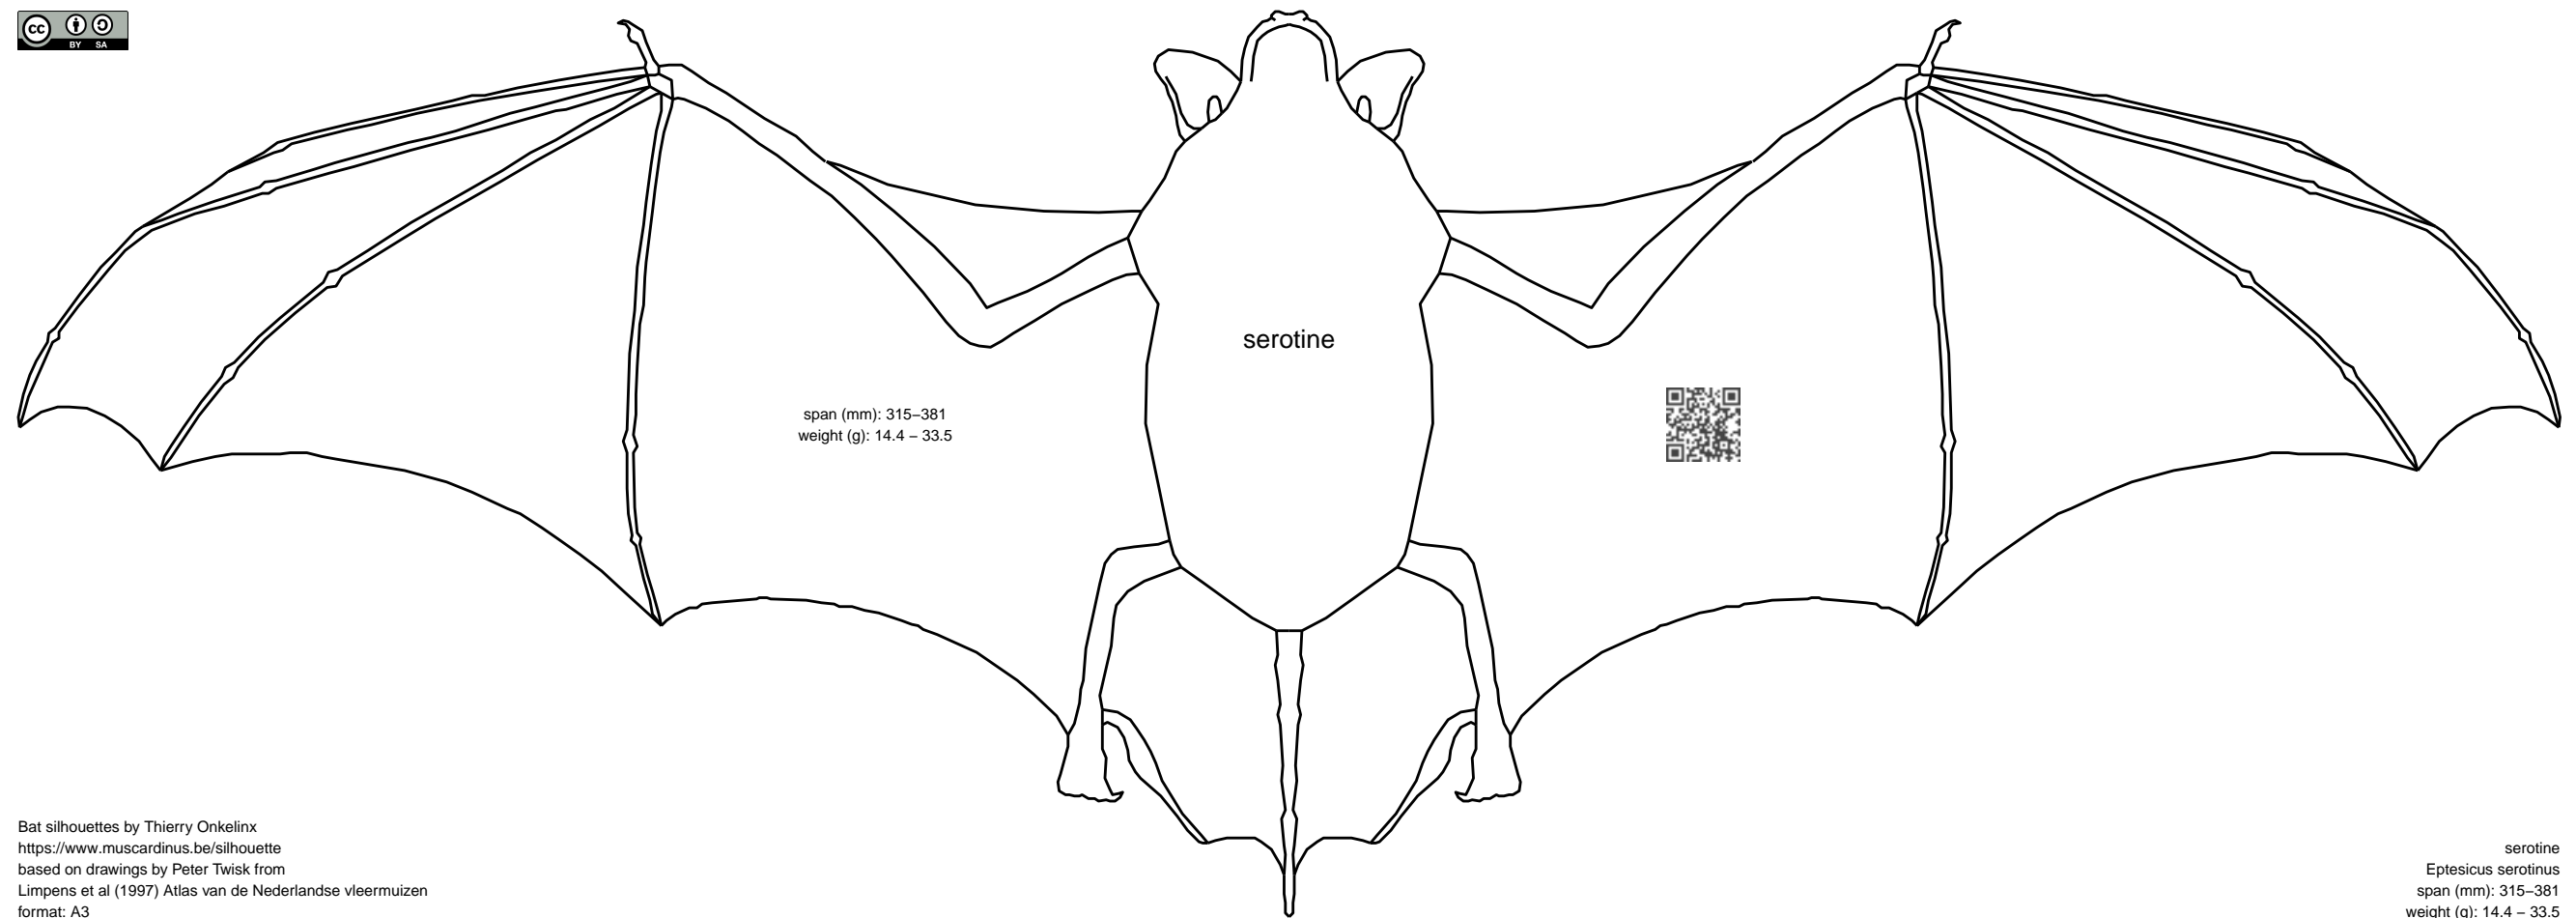 cc
BY SA
serotine
span (mm): 315–381
weight (g): 14.4 – 33.5
Bat silhouettes by Thierry Onkelinx
https://www.muscardinus.be/silhouette
based on drawings by Peter Twisk from
Limpens et al (1997) Atlas van de Nederlandse vleermuizen
format: A3
serotine
Eptesicus serotinus
span (mm): 315–381
weight (g): 14.4 – 33.5